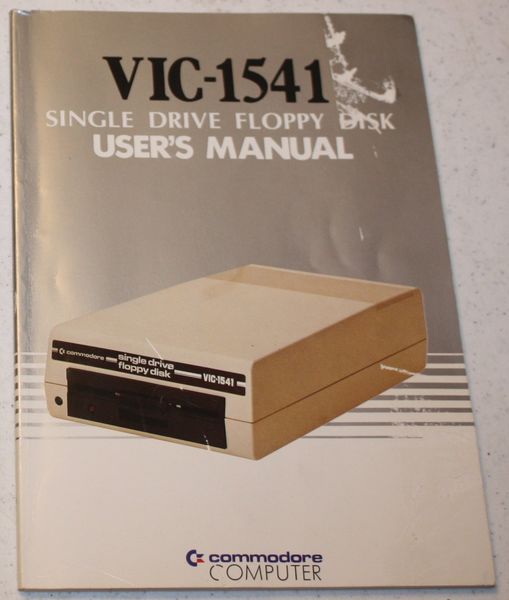 VIC-1541
SINGLE DRIVE FLOPPY DISK
USER'S MANUAL
commodore
single drive
floppy disk
VIC-1541
commodore
COMPUTER